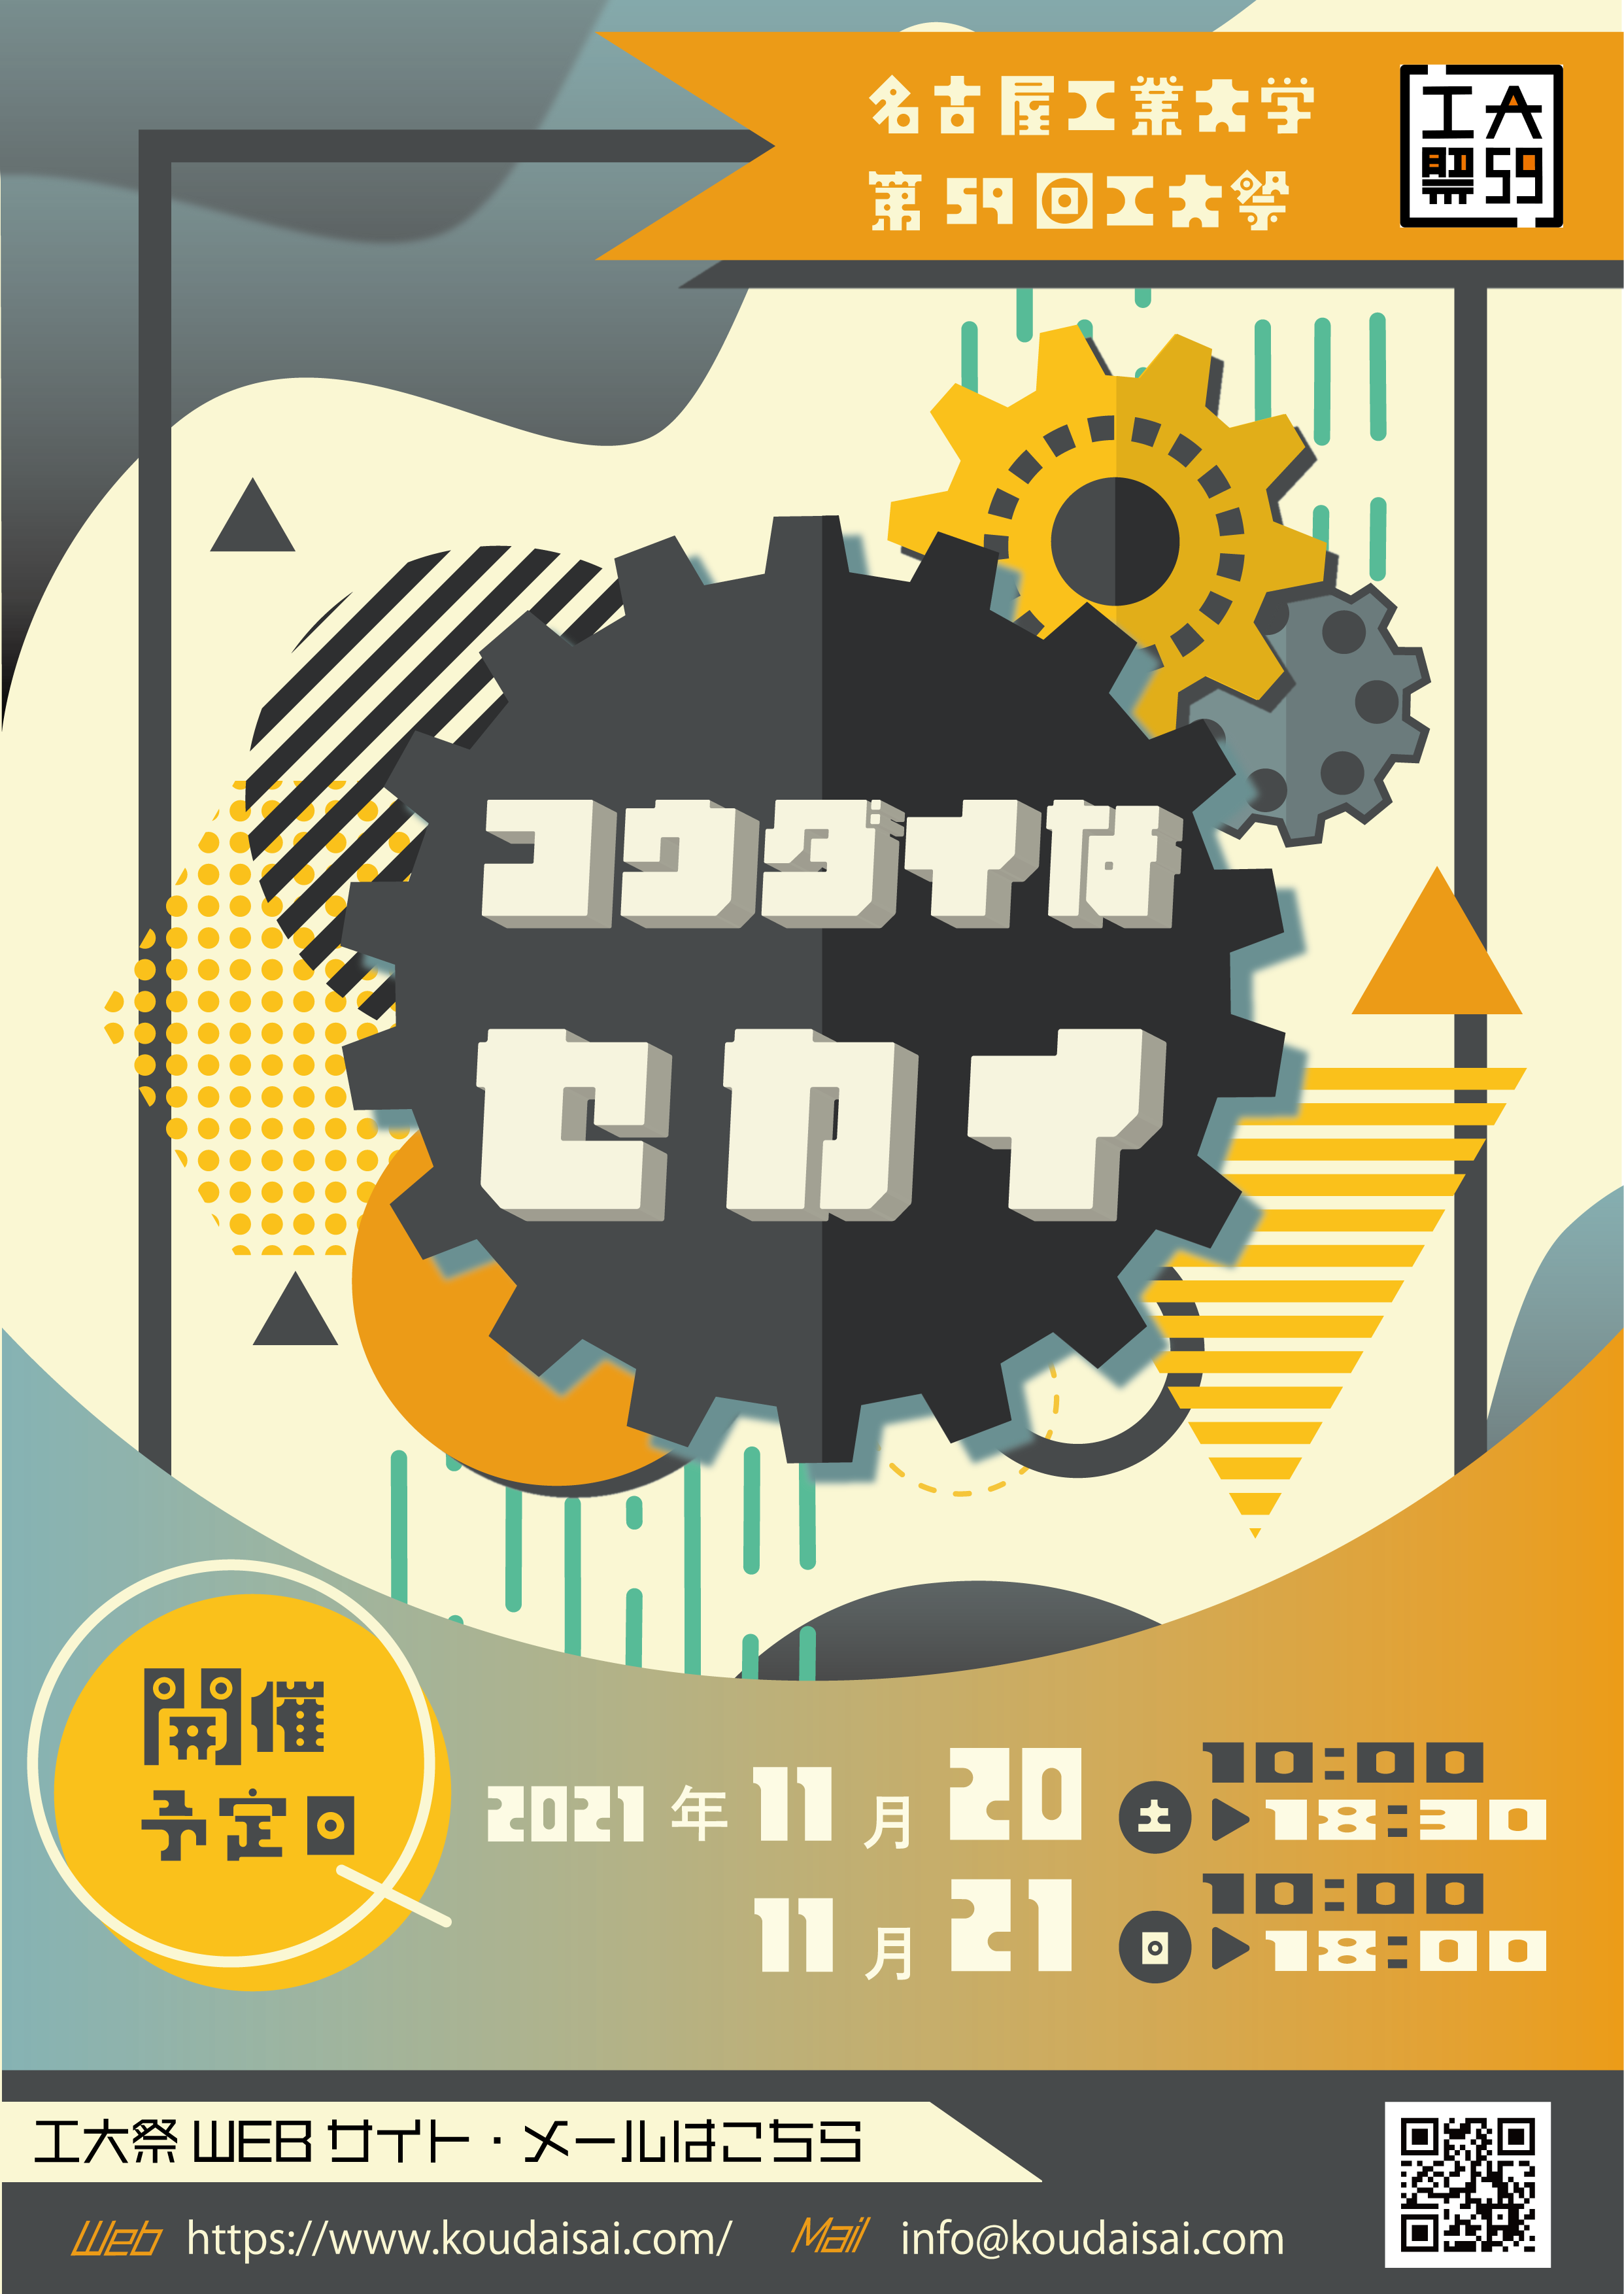 名古屋工業大学
第59回工大祭
工大
祭59
コウダイな
セカイ
開催
予定日
2021年11月20 土 10:00
▶18:30
11月21 日 10:00
▶18:00
工大祭WEBサイト・メールはこちら
Web https://www.koudaisai.com/ Mail info@koudaisai.com